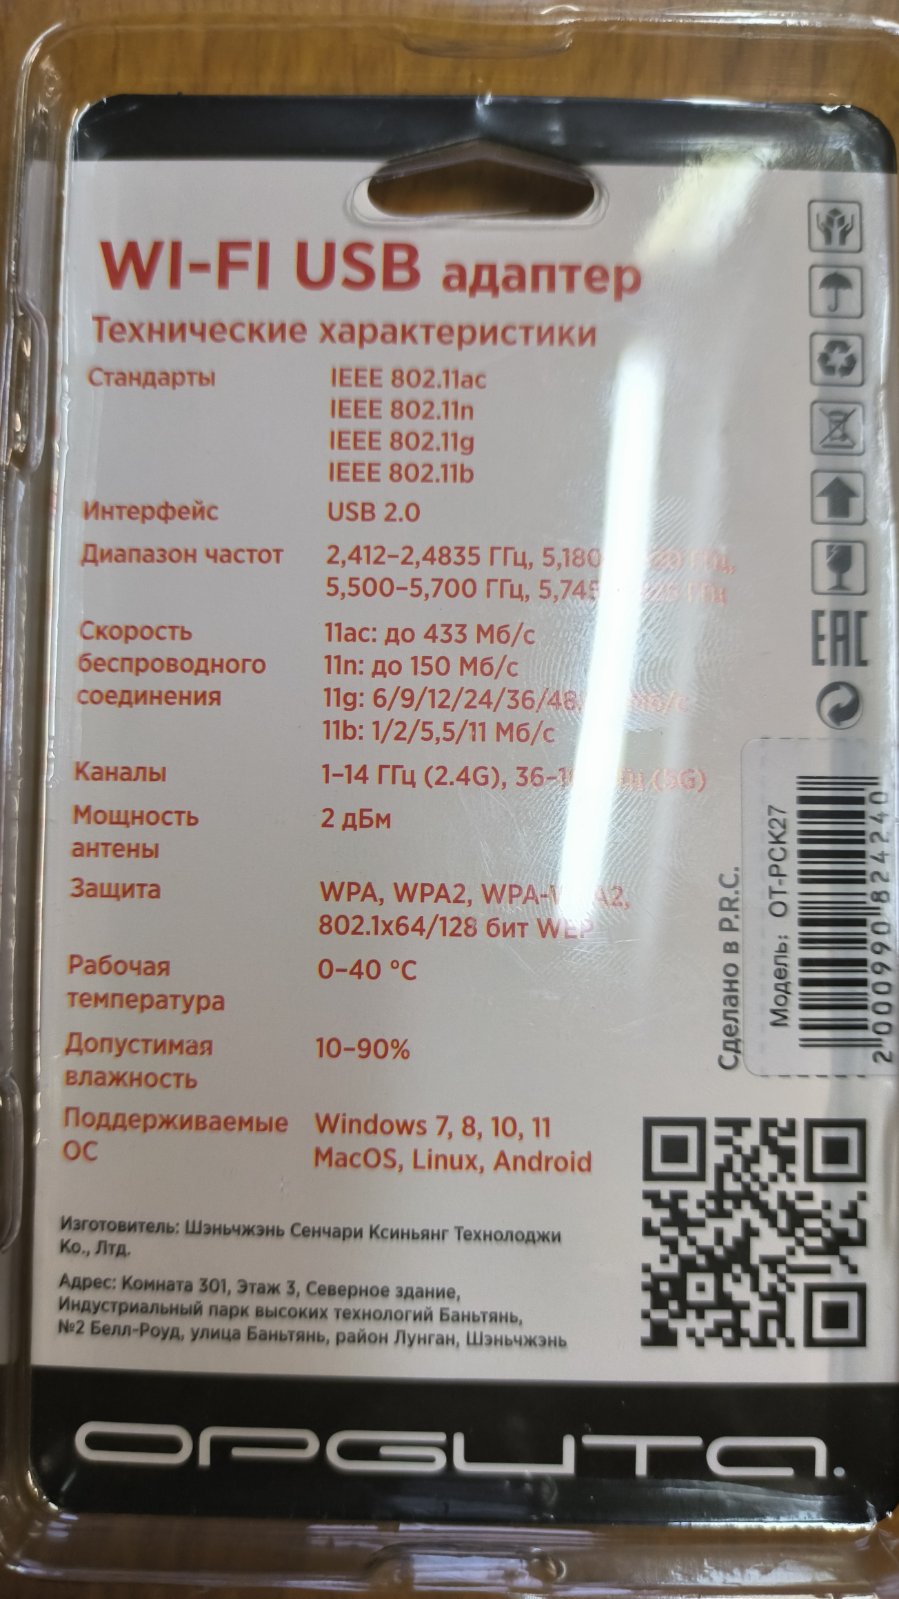 WI-FI USB адаптер
Технические характеристики
Стандарты IEEE 802.11ac
IEEE 802.11n
IEEE 802.11g
IEEE 802.11b
Интерфейс USB 2.0
Диапазон частот 2,412–2,4835 ГГц, 5,180
5,500–5,700 ГГц, 5,745
Скорость беспроводного соединения 11ac: до 433 Мб/с
11n: до 150 Мб/с
11g: 6/9/12/24/36/48 Мб/с
11b: 1/2/5,5/11 Мб/с
Каналы 1–14 ГГц (2.4G), 36–1 (5G)
Мощность антены 2 дБм
Защита WPA, WPA2, WPA-WPA2,
802.1x64/128 бит WEP
Рабочая температура 0–40 °C
Допустимая влажность 10–90%
Поддерживаемые ОС Windows 7, 8, 10, 11
MacOS, Linux, Android
Изготовитель: Шэньчжэнь Сенчари Ксиньянг Технолоджи
Ко., Лтд.
Адрес: Комната 301, Этаж 3, Северное здание,
Индустриальный парк высоких технологий Баньтянь,
№2 Белл-Роуд, улица Баньтянь, район Лунган, Шэньчжэнь
EAC
Сделано в P.R.C.
Модель: OT-PCK27
2000990824240
ОРБИТА.